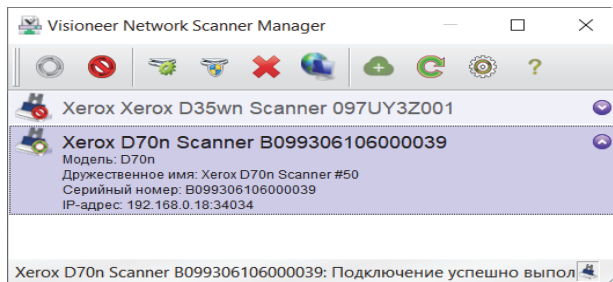 Visioneer Network Scanner Manager
?
Xerox Xerox D35wn Scanner 097UY3Z001
Xerox D70n Scanner B099306106000039
Модель: D70n
Дружественное имя: Xerox D70n Scanner #50
Серийный номер: B099306106000039
IP-адрес: 192.168.0.18:34034
Xerox D70n Scanner B099306106000039: Подключение успешно выпол